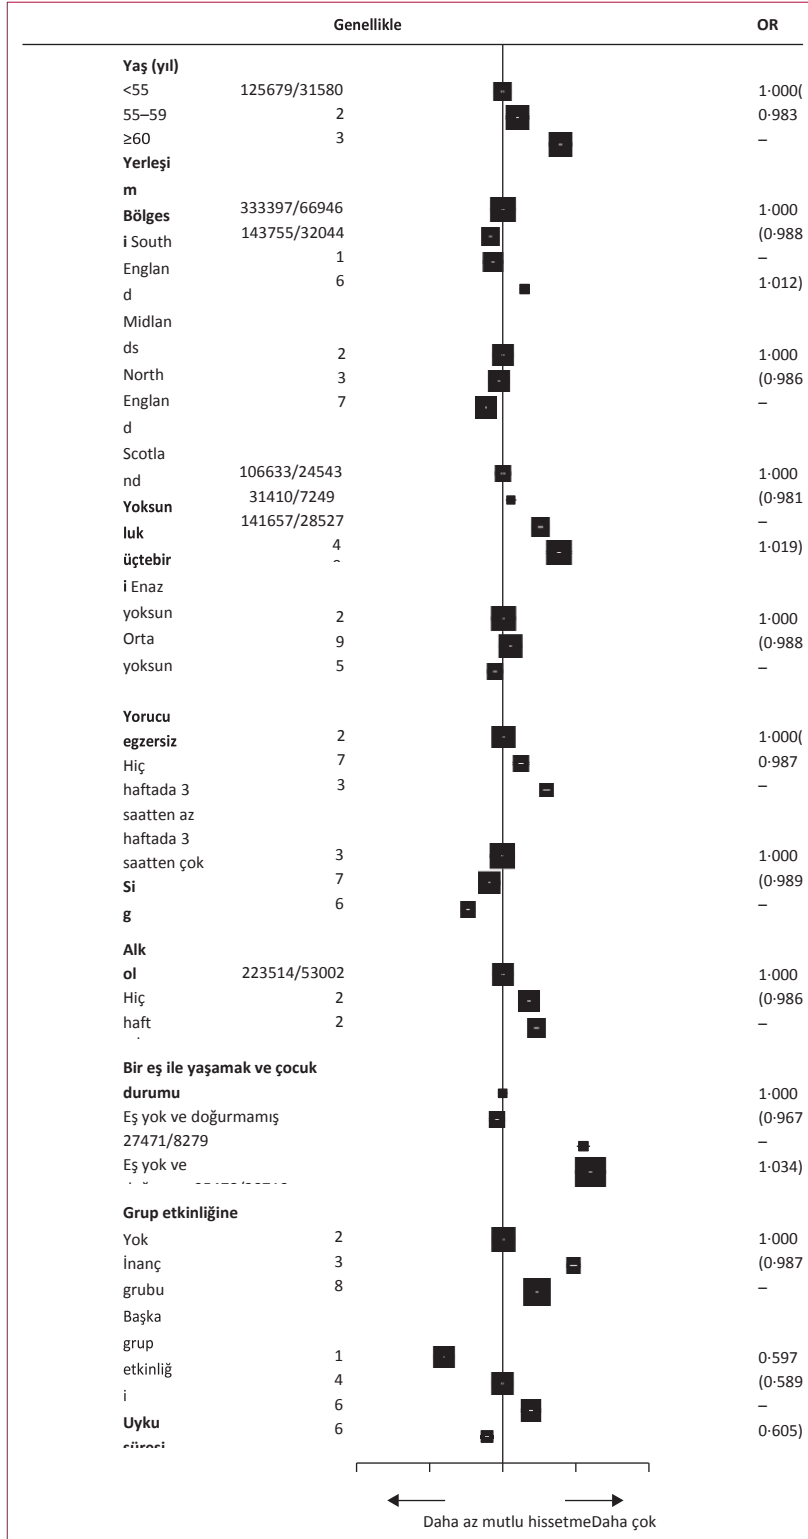 Genellikle OR
Yaş (yıl)
<55 125679/31580 1·000(
55–59 2 0·983
≥60 3 –
Yerleşi
m
Bölges 333397/66946 1·000
i South 143755/32044 (0·988
Englan 1 –
d 6 1·012)
Midlan
ds 2 1·000
North 3 (0·986
Englan 7 –
d
Scotla
nd 106633/24543 1·000
Yoksun 31410/7249 (0·981
luk 141657/28527 –
üçtebir 4 1·019)
i Enaz
yoksun 2 1·000
Orta 9 (0·988
yoksun 5 –
Yorucu
egzersiz 2 1·000(
Hiç 7 0·987
haftada 3 3 –
saatten az
haftada 3
saatten çok 3 1·000
Si 7 (0·989
g 6 –
Alk
ol 223514/53002 1·000
Hiç 2 (0·986
haft 2 –
Bir eş ile yaşamak ve çocuk
durumu 1·000
Eş yok ve doğurmamış (0·967
27471/8279 –
Eş yok ve 1·034)
Grup etkinliğine
Yok 2 1·000
İnanç 3 (0·987
grubu 8 –
Başka
grup
etkinliğ 1 0·597
i 4 (0·589
Uyku 6 –
süresi 6 0·605)
Daha az mutlu hissetmeDaha çok